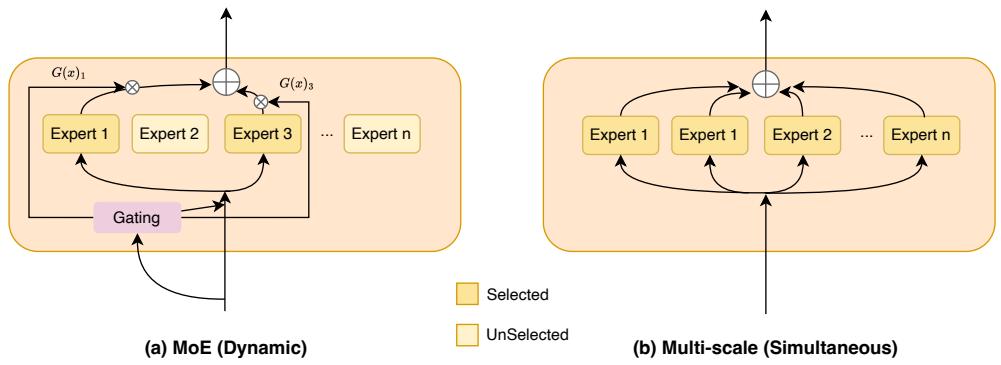 G(x)₁
G(x)₃
Expert 1
Expert 2
Expert 3
...
Expert n
Gating
(a) MoE (Dynamic)
Expert 1
Expert 1
Expert 2
...
Expert n
Selected
UnSelected
(b) Multi-scale (Simultaneous)